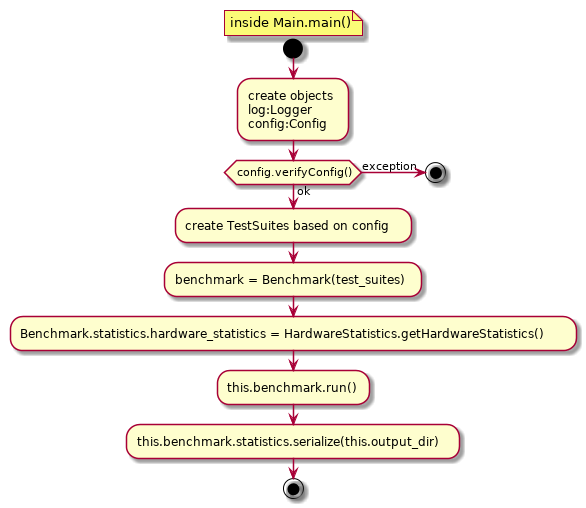 inside Main.main()
create objects
log:Logger
config:Config
config.verifyConfig()
exception
ok
create TestSuites based on config
benchmark = Benchmark(test_suites)
Benchmark.statistics.hardware_statistics = HardwareStatistics.getHardwareStatistics()
this.benchmark.run()
this.benchmark.statistics.serialize(this.output_dir)